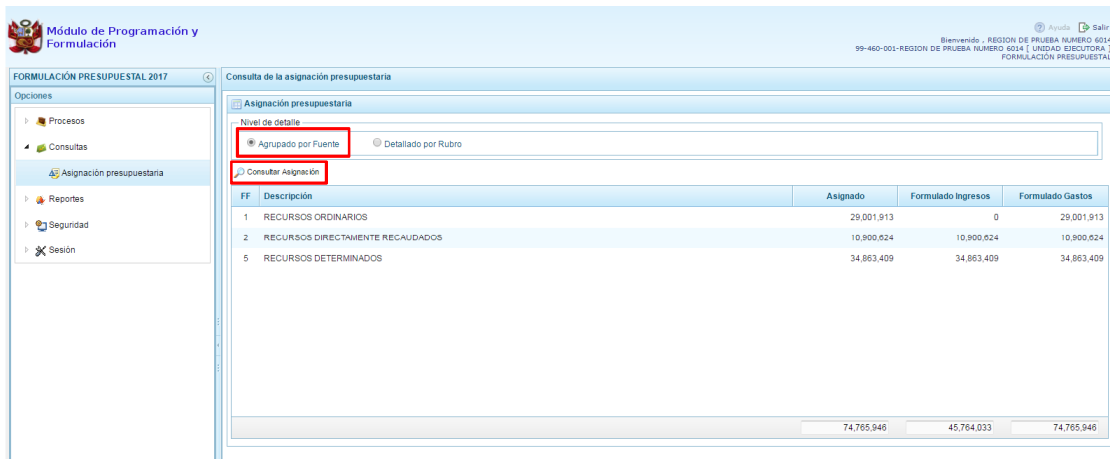 Módulo de Programación y
Formulación
Ayuda Salir
Bienvenido , REGION DE PRUEBA NUMERO 6014
99-460-001-REGION DE PRUEBA NUMERO 6014 [ UNIDAD EJECUTORA ]
FORMULACIÓN PRESUPUESTAL
FORMULACIÓN PRESUPUESTAL 2017
Opciones
Procesos
Consultas
Asignación presupuestaria
Reportes
Seguridad
Sesión
Consulta de la asignación presupuestaria
Asignación presupuestaria
Nivel de detalle
Agrupado por Fuente Detallado por Rubro
Consultar Asignación
FF Descripción Asignado Formulado Ingresos Formulado Gastos
1 RECURSOS ORDINARIOS 29,001,913 0 29,001,913
2 RECURSOS DIRECTAMENTE RECAUDADOS 10,900,624 10,900,624 10,900,624
5 RECURSOS DETERMINADOS 34,863,409 34,863,409 34,863,409
74,765,946 45,764,033 74,765,946